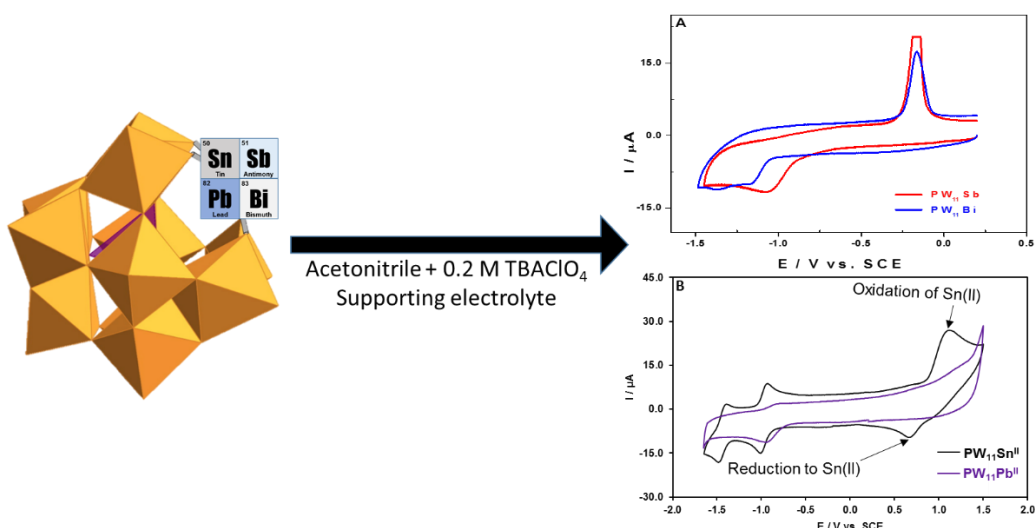 50
51
Sn
Sb
Tin
Antimony
82
83
Pb
Bi
Lead
Bismuth
Acetonitrile + 0.2 M TBAClO₄
Supporting electrolyte
A
15.0
0.0
-15.0
I / µA
PW₁₁Sb
PW₁₁Bi
-1.5
-1.0
-0.5
0.0
0.5
E / V vs. SCE
B
45.0
30.0
15.0
0.0
-15.0
-30.0
I / µA
Oxidation of Sn(II)
Reduction to Sn(II)
PW₁₁Snᴵᴵ
PW₁₁Pbᴵᴵ
-2.0
-1.5
-1.0
-0.5
0.0
0.5
1.0
1.5
2.0
E / V vs. SCE